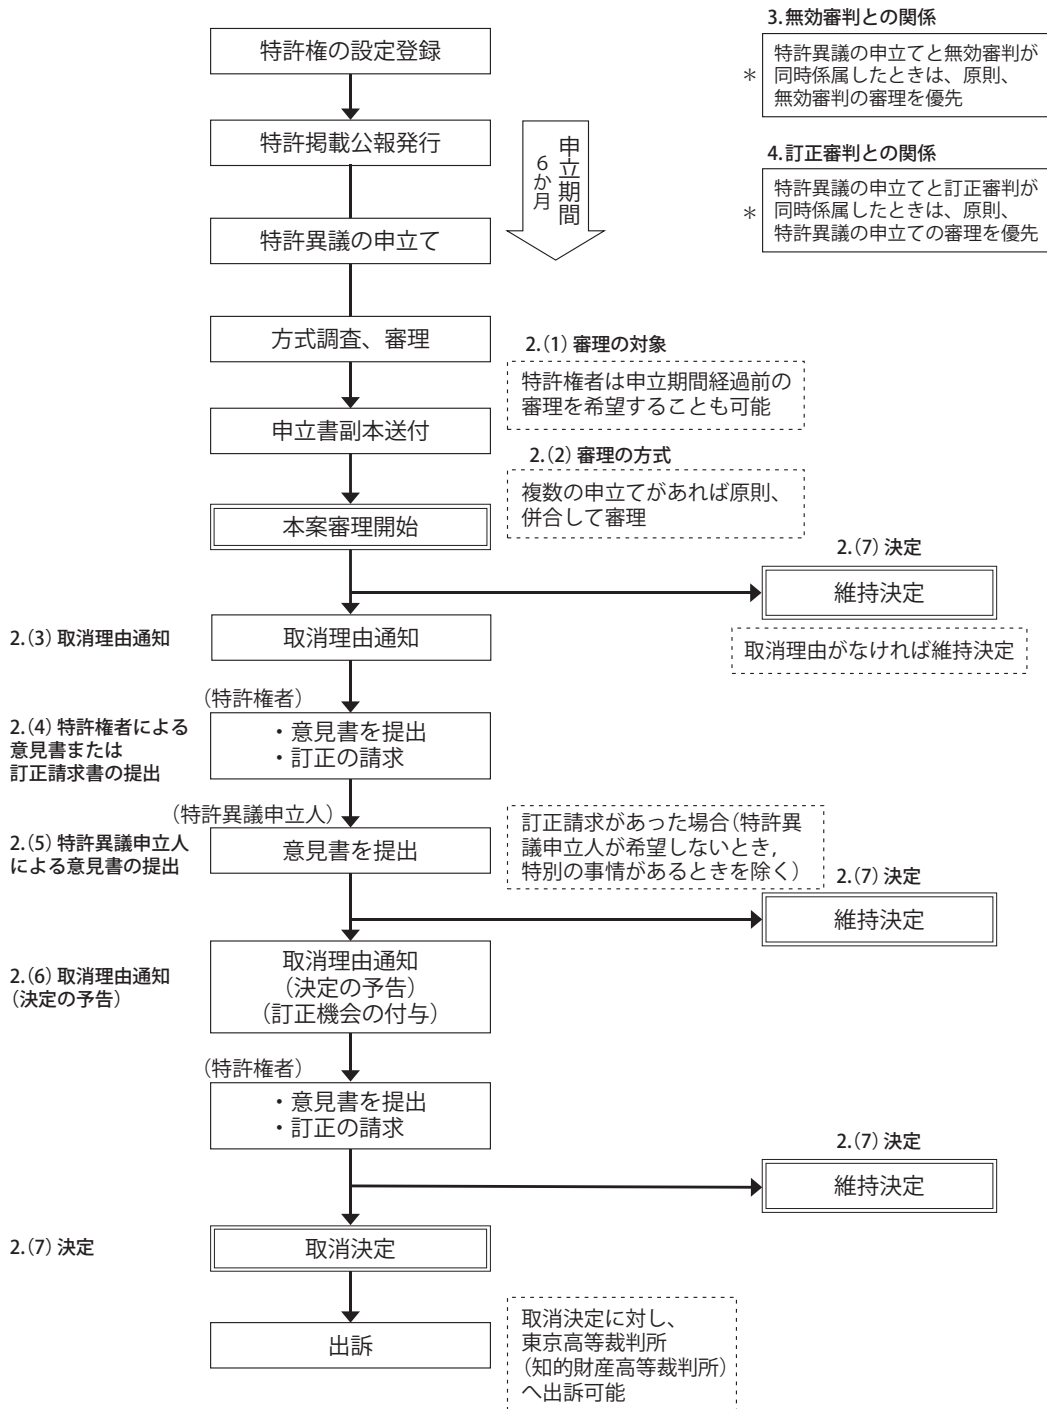 特許権の設定登録
特許掲載公報発行
申立期間
6か月
特許異議の申立て
3.無効審判との関係
*
特許異議の申立てと無効審判が
同時係属したときは、原則、
無効審判の審理を優先
4.訂正審判との関係
*
特許異議の申立てと訂正審判が
同時係属したときは、原則、
特許異議の申立ての審理を優先
方式調査、審理
2.(1) 審理の対象
特許権者は申立期間経過前の
審理を希望することも可能
申立書副本送付
2.(2) 審理の方式
複数の申立てがあれば原則、
併合して審理
本案審理開始
2.(7) 決定
維持決定
取消理由がなければ維持決定
2.(3) 取消理由通知
取消理由通知
(特許権者)
2.(4) 特許権者による
意見書または
訂正請求書の提出
・意見書を提出
・訂正の請求
(特許異議申立人)
2.(5) 特許異議申立人
による意見書の提出
意見書を提出
訂正請求があった場合(特許異
議申立人が希望しないとき,
特別の事情があるときを除く)
2.(7) 決定
維持決定
2.(6) 取消理由通知
(決定の予告)
取消理由通知
(決定の予告)
(訂正機会の付与)
(特許権者)
・意見書を提出
・訂正の請求
2.(7) 決定
維持決定
2.(7) 決定
取消決定
出訴
取消決定に対し、
東京高等裁判所
(知的財産高等裁判所)
へ出訴可能